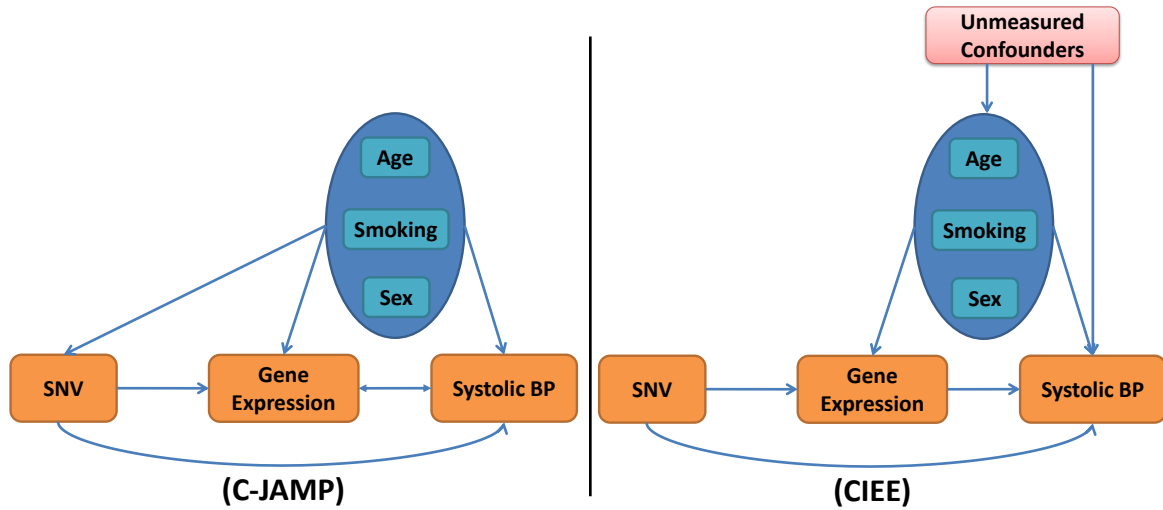 Age
Smoking
Sex
SNV
Gene
Expression
Systolic BP
(C-JAMP)
Unmeasured
Confounders
Age
Smoking
Sex
SNV
Gene
Expression
Systolic BP
(CIEE)